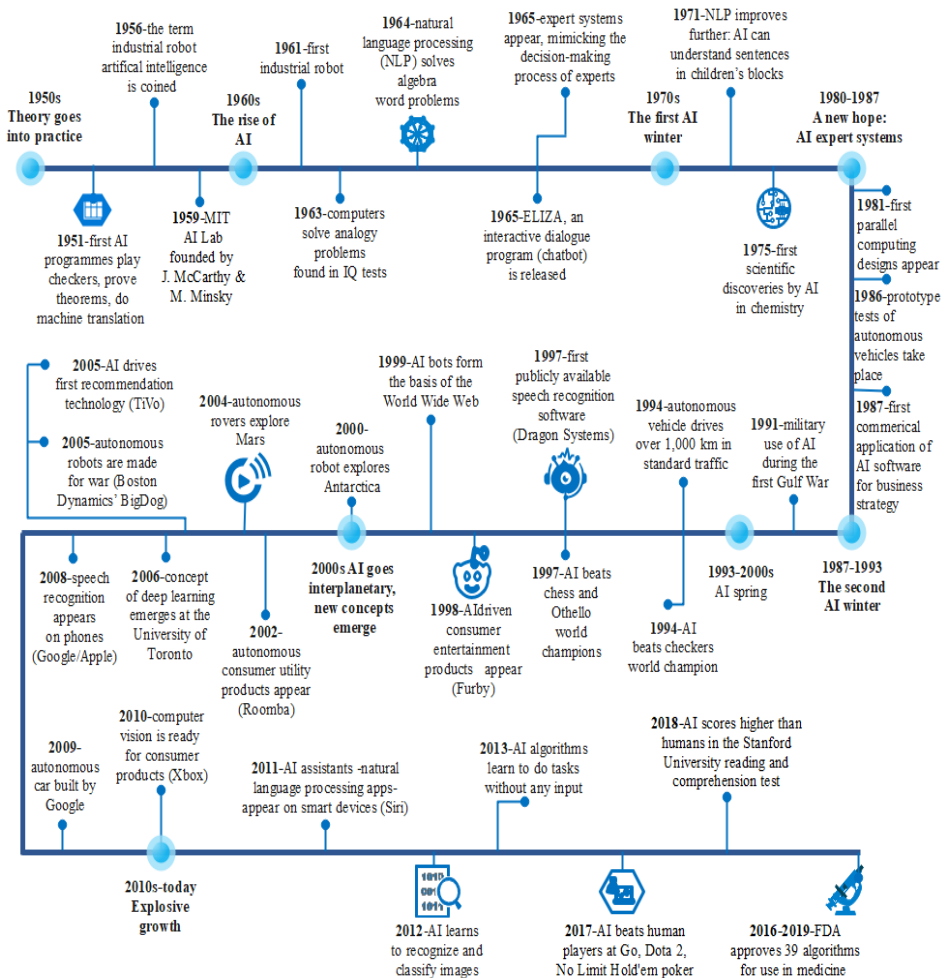 1950s
Theory goes
into practice
1951-first AI
programmes play
checkers, prove
theorems, do
machine translation
1956-the term
industrial robot
artifical intelligence
is coined
1959-MIT
AI Lab
founded by
J. McCarthy &
M. Minsky
1960s
The rise of
AI
1961-first
industrial robot
1963-computers
solve analogy
problems
found in IQ tests
1964-natural
language processing
(NLP) solves
algebra
word problems
1965-expert systems
appear, mimicking the
decision-making
process of experts
1965-ELIZA, an
interactive dialogue
program (chatbot)
is released
1970s
The first AI
winter
1971-NLP improves
further: AI can
understand sentences
in children's blocks
1975-first
scientific
discoveries by AI
in chemistry
1980-1987
A new hope:
AI expert systems
1981-first
parallel
computing
designs appear
1986-prototype
tests of
autonomous
vehicles take
place
1987-first
commerical
application of
AI software
for business
strategy
1987-1993
The second
AI winter
1991-military
use of AI
during the
first Gulf War
1993-2000s
AI spring
1994-autonomous
vehicle drives
over 1,000 km in
standard traffic
1994-AI
beats checkers
world champion
1997-first
publicly available
speech recognition
software
(Dragon Systems)
1997-AI beats
chess and
Othello
world
champions
1998-AIdriven
consumer
entertainment
products appear
(Furby)
1999-AI bots form
the basis of the
World Wide Web
2000-
autonomous
robot explores
Antarctica
2000s AI goes
interplanetary,
new concepts
emerge
2002-
autonomous
consumer utility
products appear
(Roomba)
2004-autonomous
rovers explore
Mars
2005-AI drives
first recommendation
technology (TiVo)
2005-autonomous
robots are made
for war (Boston
Dynamics' BigDog)
2006-concept
of deep learning
emerges at the
University of
Toronto
2008-speech
recognition
appears
on phones
(Google/Apple)
2009-
autonomous
car built by
Google
2010-computer
vision is ready
for consumer
products (Xbox)
2010s-today
Explosive
growth
2011-AI assistants -natural
language processing apps-
appear on smart devices (Siri)
2012-AI learns
to recognize and
classify images
2013-AI algorithms
learn to do tasks
without any input
2017-AI beats human
players at Go, Dota 2,
No Limit Hold'em poker
2018-AI scores higher than
humans in the Stanford
University reading and
comprehension test
2016-2019-FDA
approves 39 algorithms
for use in medicine